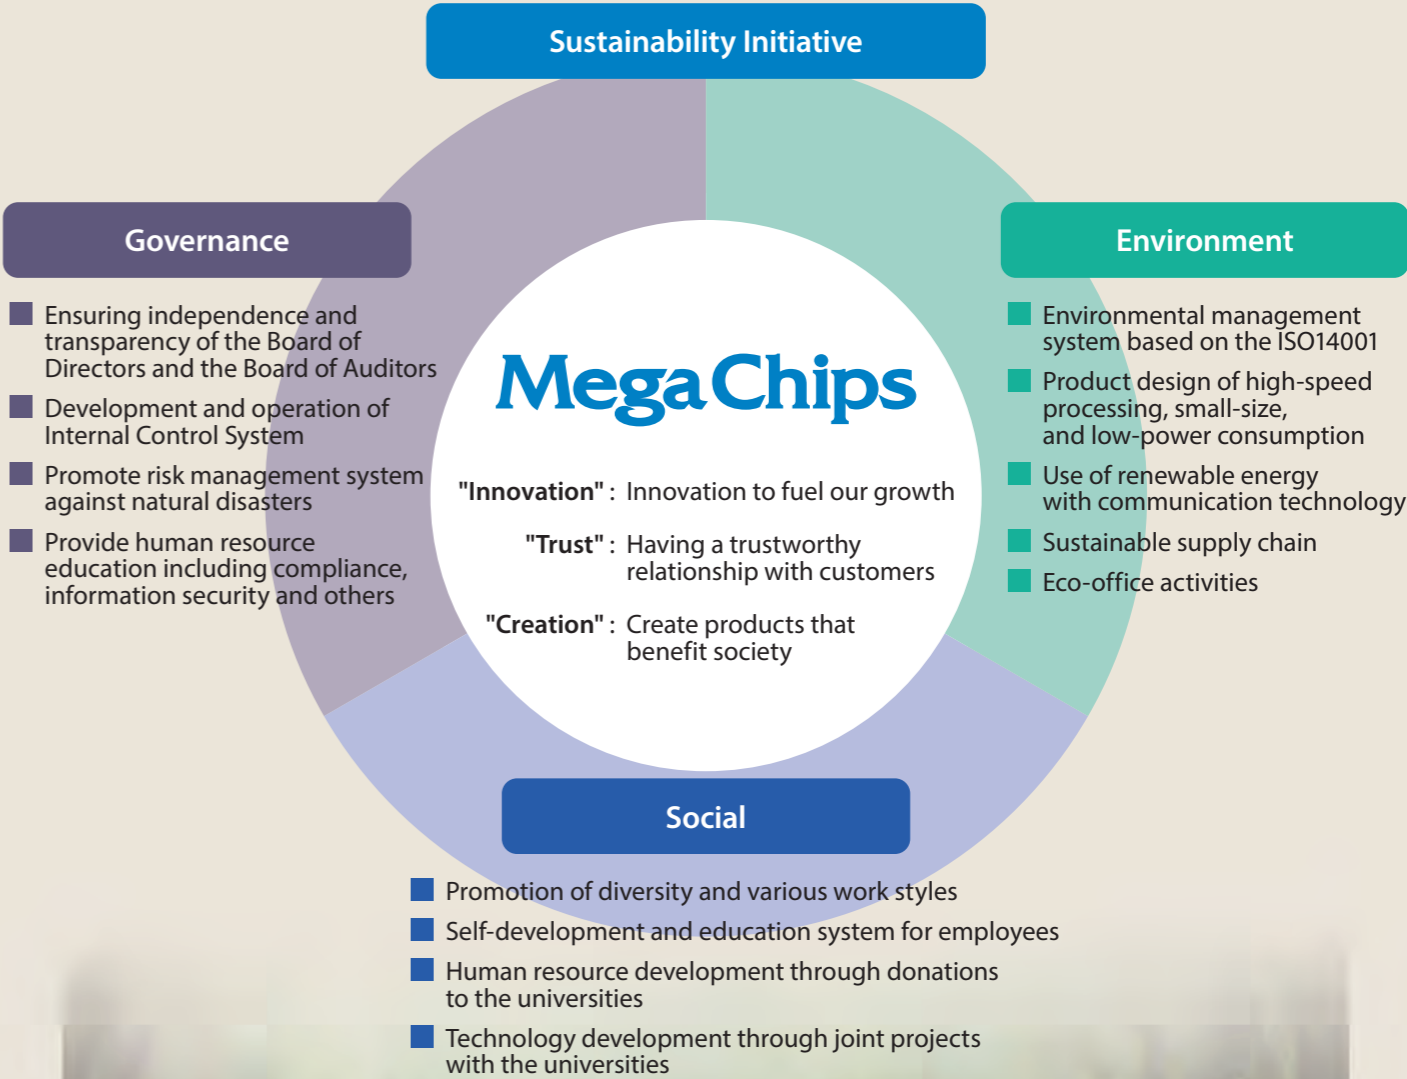 Sustainability Initiative
Governance
Ensuring independence and
transparency of the Board of
Directors and the Board of Auditors
Development and operation of
Internal Control System
Promote risk management system
against natural disasters
Provide human resource
education including compliance,
information security and others
MegaChips
"Innovation" : Innovation to fuel our growth
"Trust" : Having a trustworthy
relationship with customers
"Creation" : Create products that
benefit society
Environment
Environmental management
system based on the ISO14001
Product design of high-speed
processing, small-size,
and low-power consumption
Use of renewable energy
with communication technology
Sustainable supply chain
Eco-office activities
Social
Promotion of diversity and various work styles
Self-development and education system for employees
Human resource development through donations
to the universities
Technology development through joint projects
with the universities